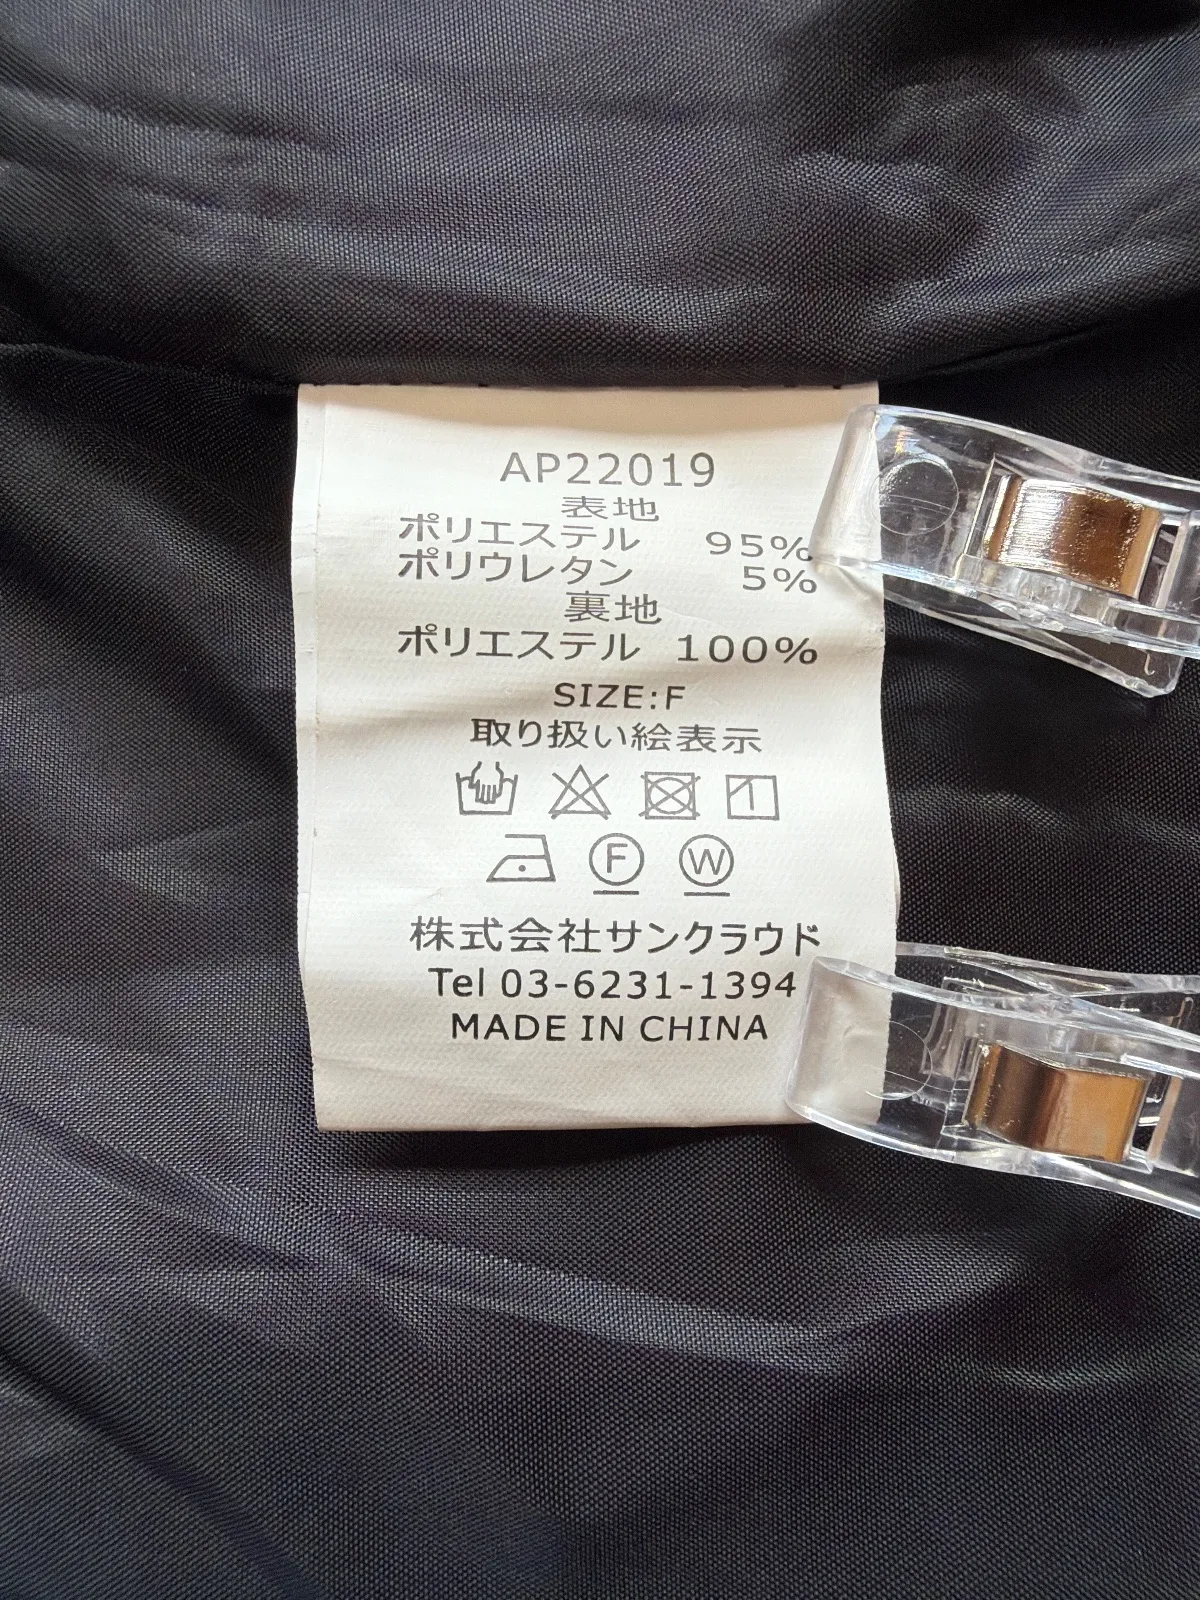 AP22019
表地
ポリエステル 95%
ポリウレタン 5%
裏地
ポリエステル 100%
SIZE:F
取り扱い絵表示
F W
株式会社サンクラウド
Tel 03-6231-1394
MADE IN CHINA